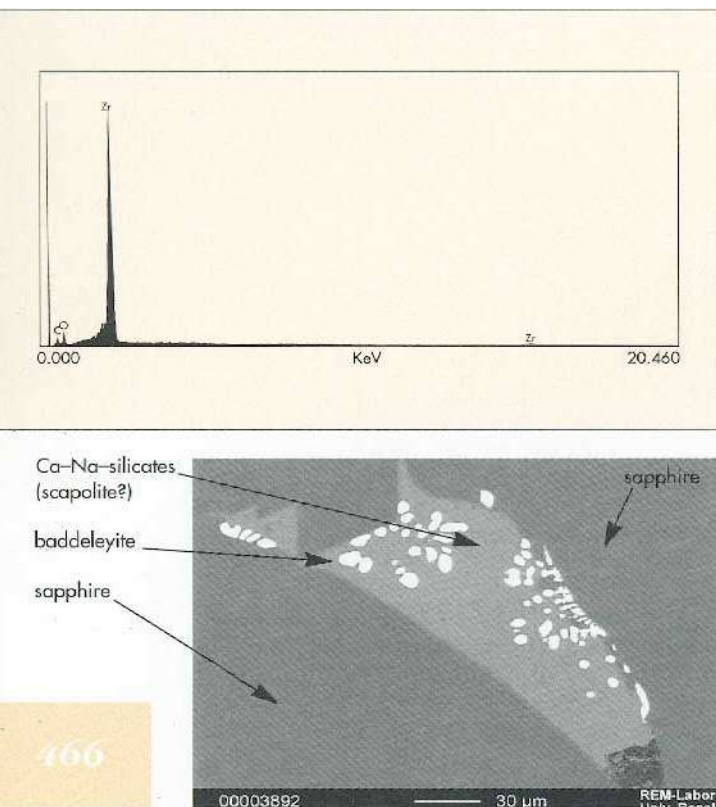 Zr
C O
Zr
0.000 KeV 20.460
Ca–Na–silicates
(scapolite?)
sapphire
baddeleyite
sapphire
466
00003892 30 µm REM-Labor